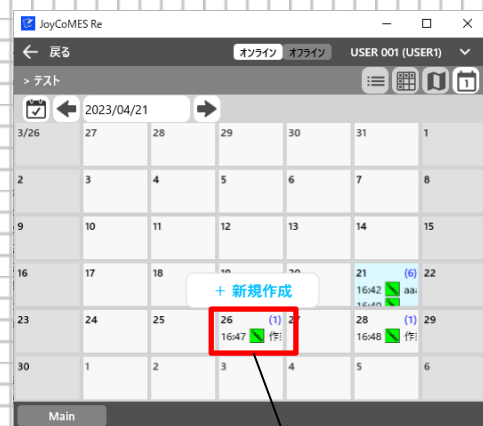 JoyCoMES Re
戻る オンライン オフライン USER 001 (USER1)
> テスト
2023/04/21
3/26 27 28 29 30 31 1
2 3 4 5 6 7 8
9 10 11 12 13 14 15
16 17 18 19 20 21 (6) 22
16:42 aa
+ 新規作成
23 24 25 26 (1) 27 28 (1) 29
16:47 作 16:48 作
30 1 2 3 4 5 6
Main